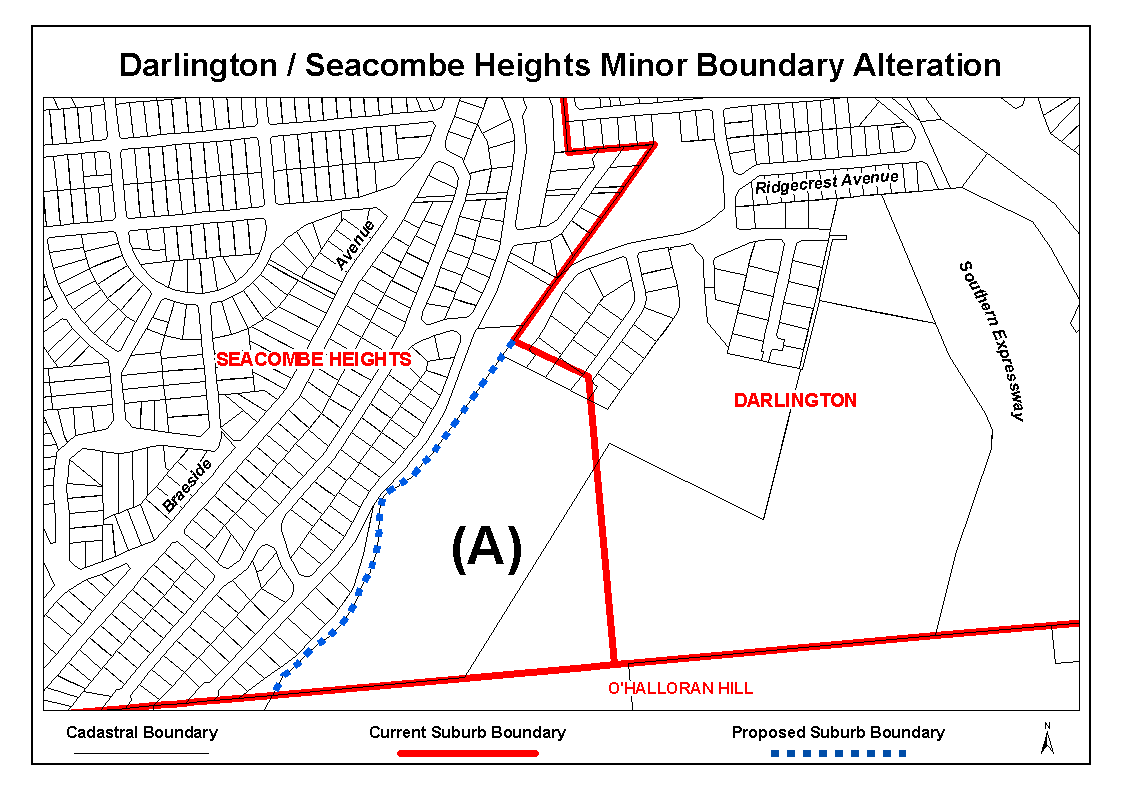 Darlington / Seacombe Heights Minor Boundary Alteration
Ridgecrest Avenue
Avenue
Southern Expressway
SEACOMBE HEIGHTS
DARLINGTON
Braeside
(A)
O'HALLORAN HILL
Cadastral Boundary
Current Suburb Boundary
Proposed Suburb Boundary
N